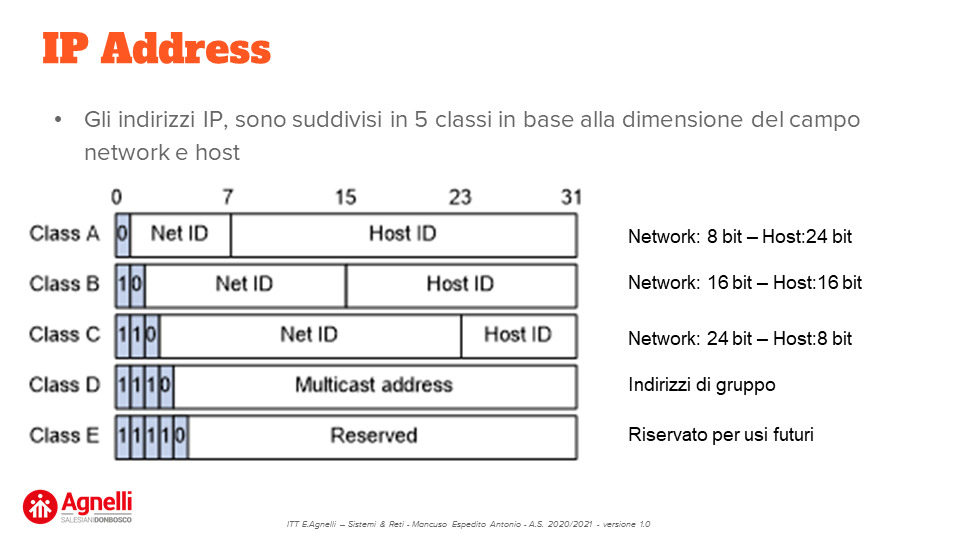 IP Address
• Gli indirizzi IP, sono suddivisi in 5 classi in base alla dimensione del campo
network e host
0 7 15 23 31
Class A 0 Net ID Host ID Network: 8 bit – Host:24 bit
Class B 1 0 Net ID Host ID Network: 16 bit – Host:16 bit
Class C 1 1 0 Net ID Host ID Network: 24 bit – Host:8 bit
Class D 1 1 1 0 Multicast address Indirizzi di gruppo
Class E 1 1 1 1 0 Reserved Riservato per usi futuri
Agnelli
SALESIANI DONBOSCO
ITT E.Agnelli – Sistemi & Reti - Mancuso Espedito Antonio - A.S. 2020/2021 - versione 1.0